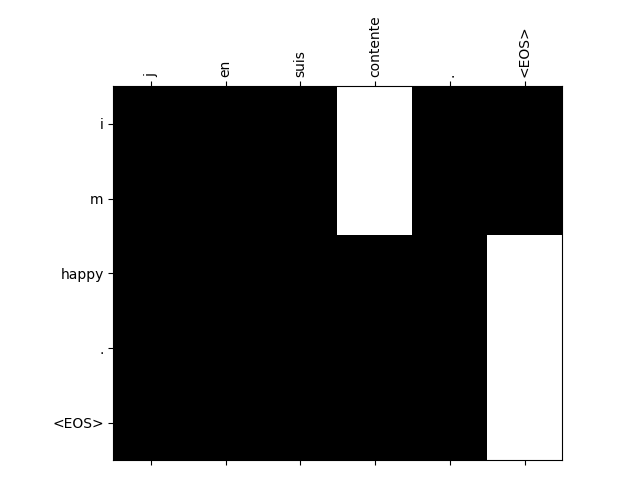 j
en
suis
contente
.
<EOS>
i
m
happy
.
<EOS>